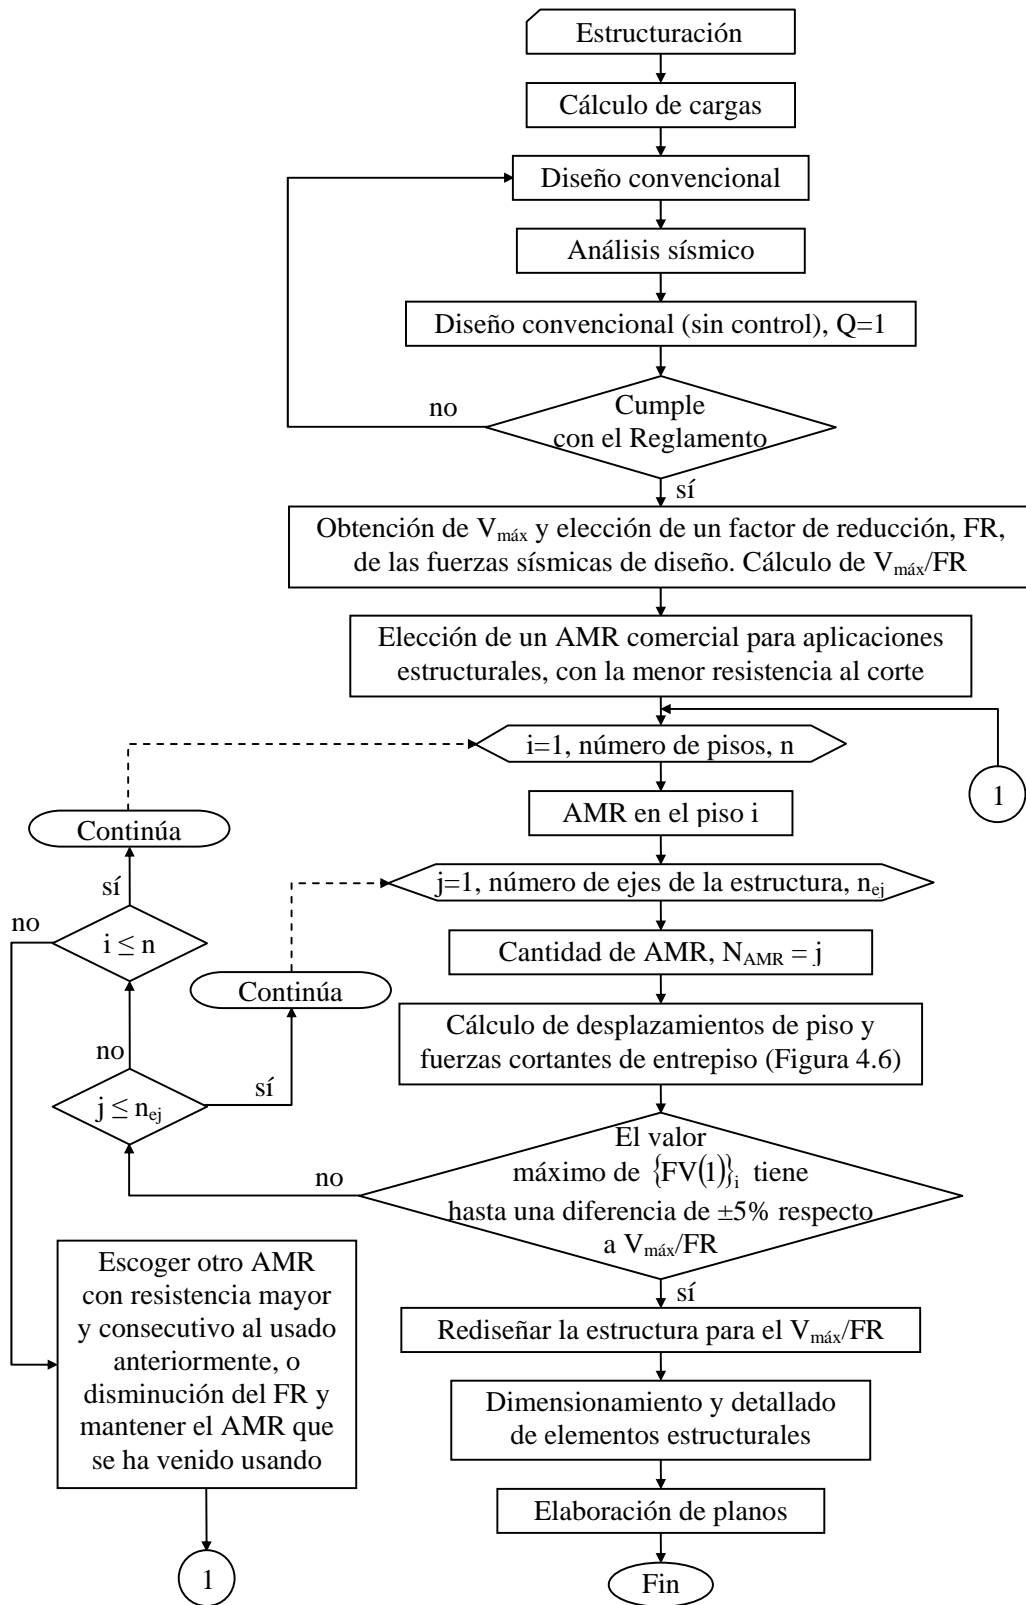 Estructuración
Cálculo de cargas
Diseño convencional
Análisis sísmico
Diseño convencional (sin control), Q=1
no
Cumple
con el Reglamento
sí
Obtención de Vmáx y elección de un factor de reducción, FR,
de las fuerzas sísmicas de diseño. Cálculo de Vmáx/FR
Elección de un AMR comercial para aplicaciones
estructurales, con la menor resistencia al corte
i=1, número de pisos, n
1
AMR en el piso i
Continúa
sí
j=1, número de ejes de la estructura, nej
no
i ≤ n
Cantidad de AMR, NAMR = j
Continúa
Cálculo de desplazamientos de piso y
fuerzas cortantes de entrepiso (Figura 4.6)
no
sí
j ≤ nej
El valor
máximo de {FV(1)}i tiene
hasta una diferencia de ±5% respecto
a Vmáx/FR
no
sí
Escoger otro AMR
con resistencia mayor
y consecutivo al usado
anteriormente, o
disminución del FR y
mantener el AMR que
se ha venido usando
Rediseñar la estructura para el Vmáx/FR
Dimensionamiento y detallado
de elementos estructurales
Elaboración de planos
1
Fin